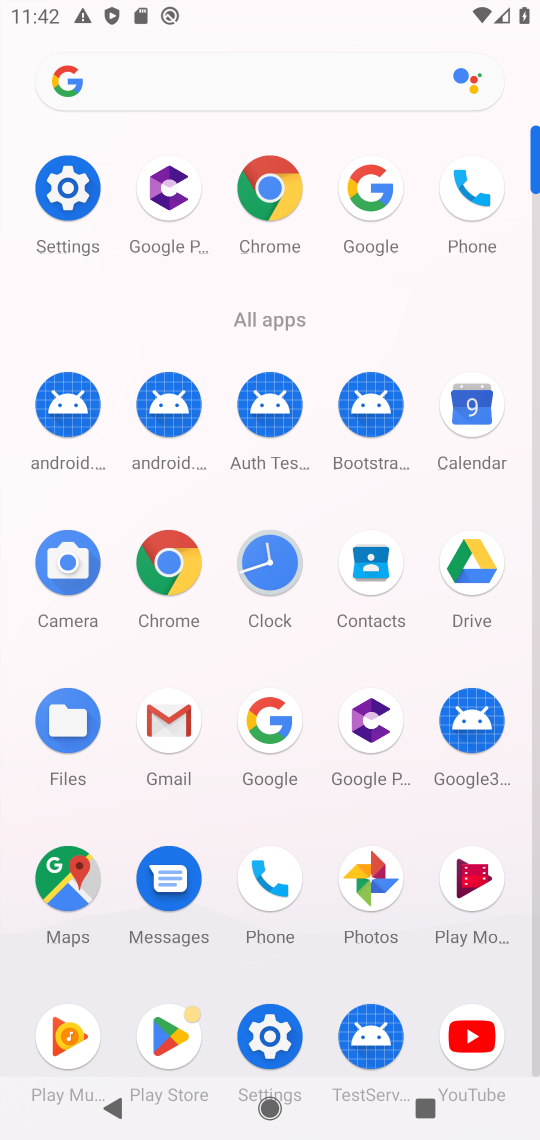 11:42
Settings Google P... Chrome Google Phone
All apps
android.... android.... Auth Tes... Bootstra... Calendar
9
Camera Chrome Clock Contacts Drive
Files Gmail Google Google P... Google3...
G
Maps Messages Phone Photos Play Mo...
Play Mu... Play Store Settings TestServ... YouTube